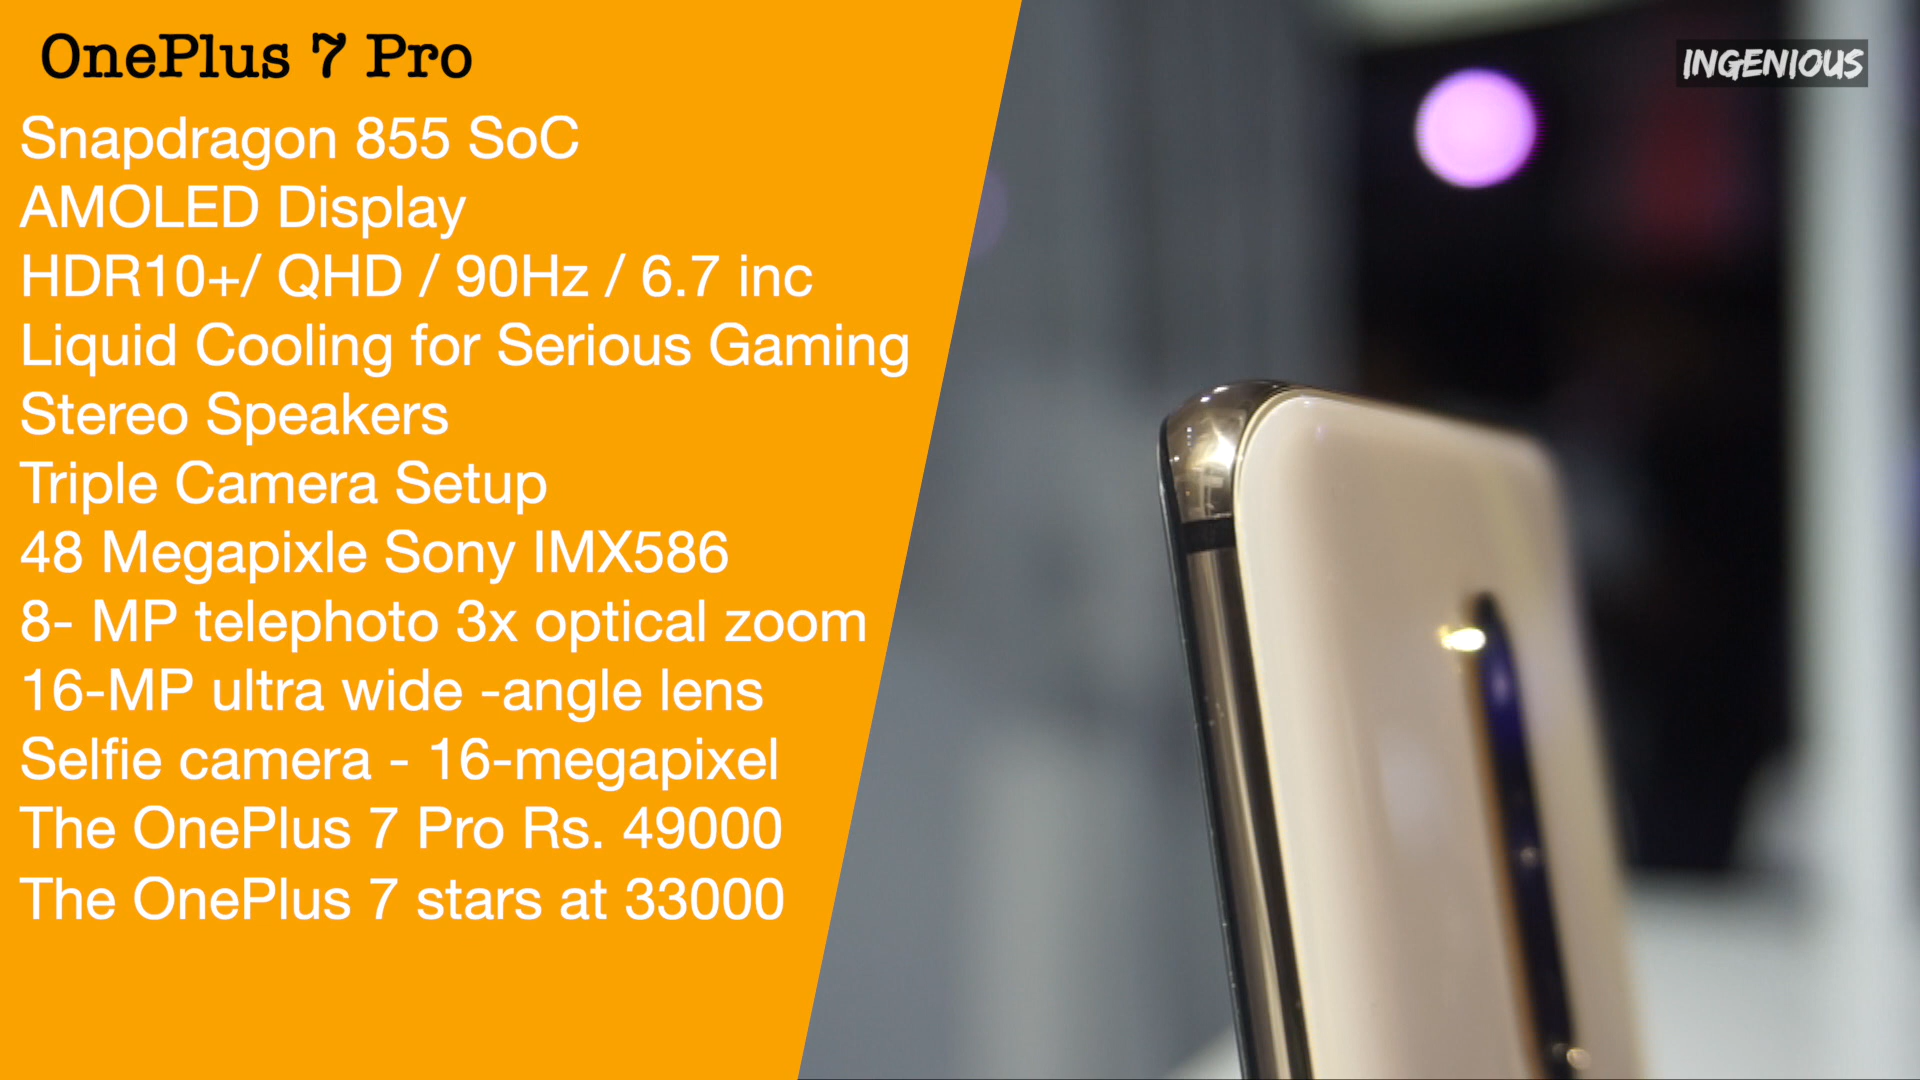 OnePlus 7 Pro
INGENIOUS
Snapdragon 855 SoC
AMOLED Display
HDR10+/ QHD / 90Hz / 6.7 inc
Liquid Cooling for Serious Gaming
Stereo Speakers
Triple Camera Setup
48 Megapixle Sony IMX586
8- MP telephoto 3x optical zoom
16-MP ultra wide -angle lens
Selfie camera - 16-megapixel
The OnePlus 7 Pro Rs. 49000
The OnePlus 7 stars at 33000